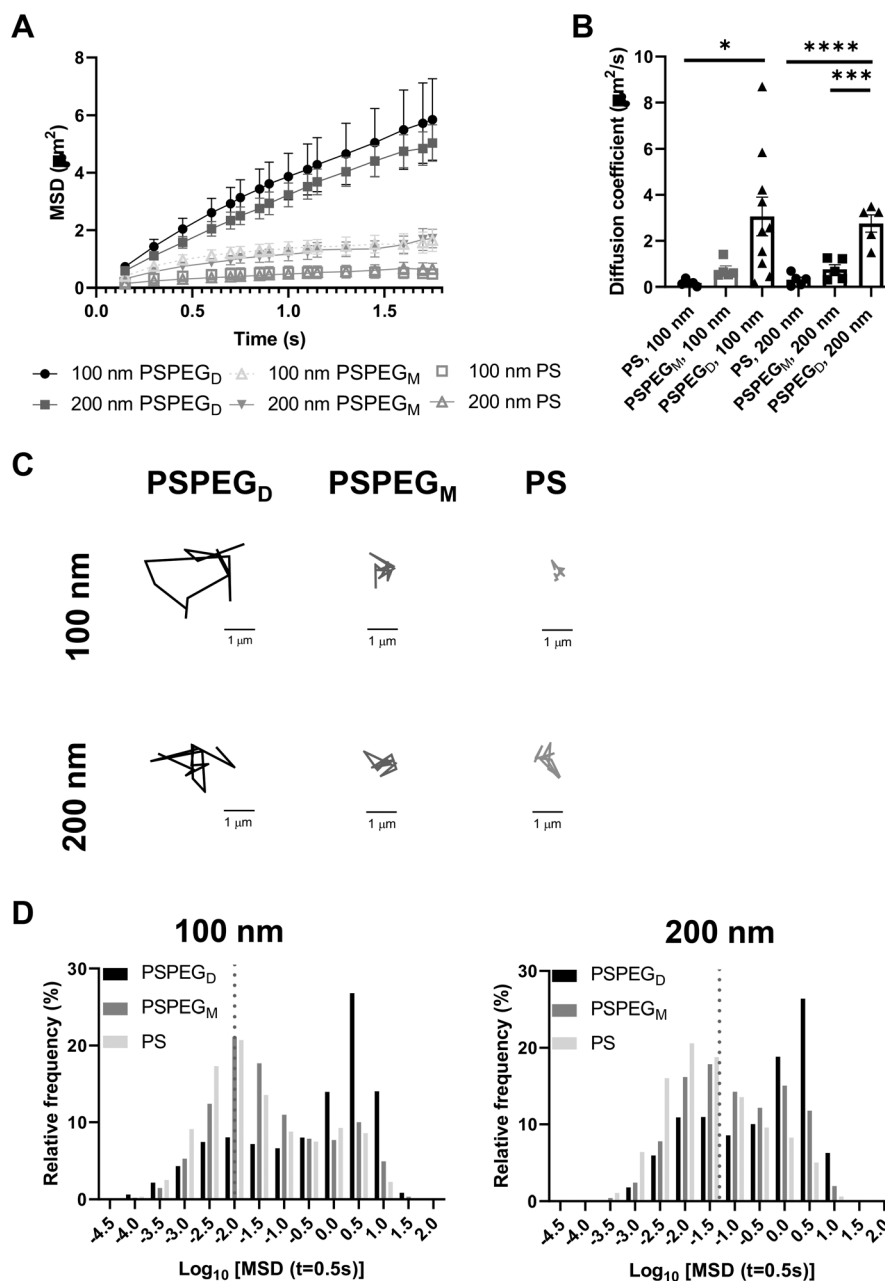 A
MSD (μm²)
8
6
4
2
0
0.0 0.5 1.0 1.5
Time (s)
100 nm PSPEG_D 100 nm PSPEG_M 100 nm PS
200 nm PSPEG_D 200 nm PSPEG_M 200 nm PS
B
Diffusion coefficient (μm²/s)
10
8
6
4
2
0
* **** ***
PS, 100 nm
PSPEG_M, 100 nm
PSPEG_D, 100 nm
PS, 200 nm
PSPEG_M, 200 nm
PSPEG_D, 200 nm
C
PSPEG_D PSPEG_M PS
100 nm
1 μm 1 μm 1 μm
200 nm
1 μm 1 μm 1 μm
D
100 nm
Relative frequency (%)
30
20
10
0
PSPEG_D
PSPEG_M
PS
-4.5 -4.0 -3.5 -3.0 -2.5 -2.0 -1.5 -1.0 -0.5 0.0 0.5 1.0 1.5 2.0
Log₁₀ [MSD (t=0.5s)]
200 nm
Relative frequency (%)
30
20
10
0
PSPEG_D
PSPEG_M
PS
-4.5 -4.0 -3.5 -3.0 -2.5 -2.0 -1.5 -1.0 -0.5 0.0 0.5 1.0 1.5 2.0
Log₁₀ [MSD (t=0.5s)]